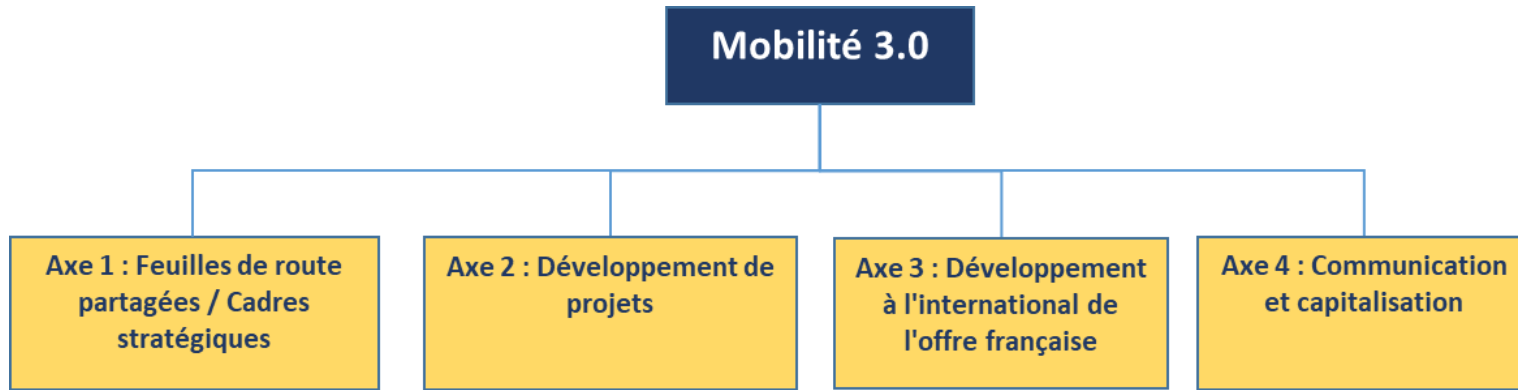 Mobilité 3.0
Axe 1 : Feuilles de route
partagées / Cadres
stratégiques
Axe 2 : Développement de
projets
Axe 3 : Développement
à l'international de
l'offre française
Axe 4 : Communication
et capitalisation